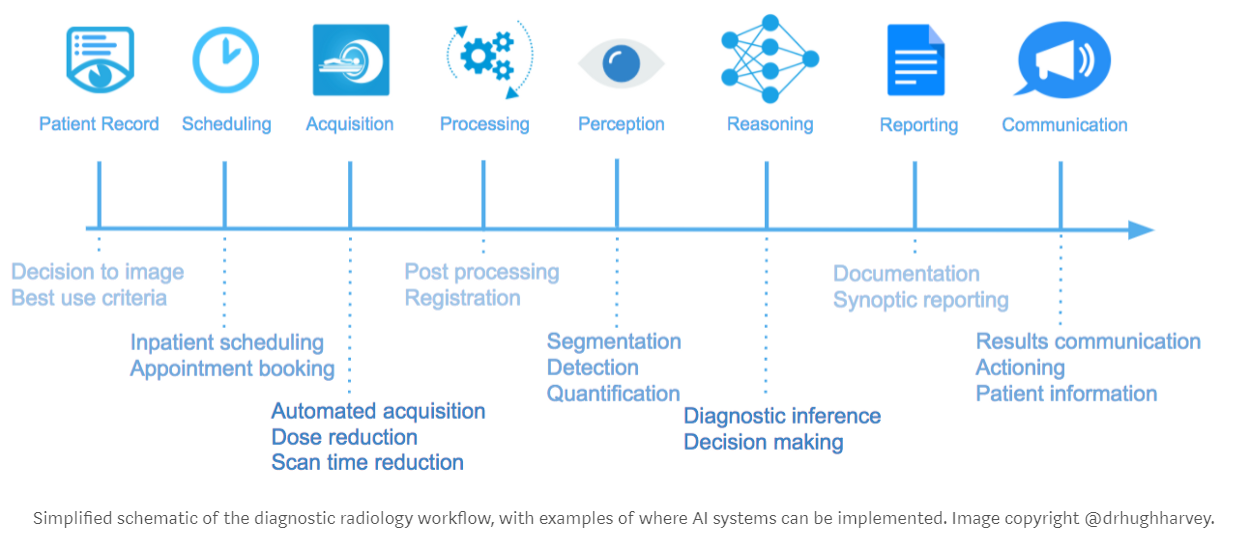 Patient Record
Scheduling
Acquisition
Processing
Perception
Reasoning
Reporting
Communication
Decision to image
Best use criteria
Inpatient scheduling
Appointment booking
Automated acquisition
Dose reduction
Scan time reduction
Post processing
Registration
Segmentation
Detection
Quantification
Diagnostic inference
Decision making
Documentation
Synoptic reporting
Results communication
Actioning
Patient information
Simplified schematic of the diagnostic radiology workflow, with examples of where AI systems can be implemented. Image copyright @drhughharvey.